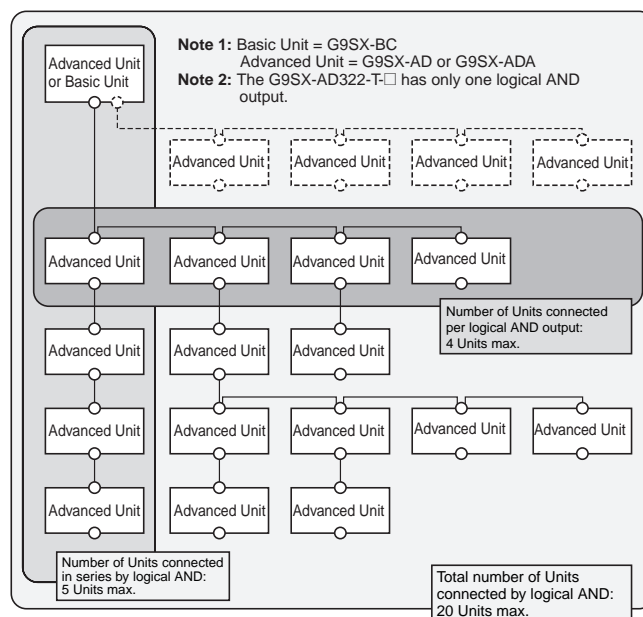 Advanced Unit
or Basic Unit
Note 1: Basic Unit = G9SX-BC
Advanced Unit = G9SX-AD or G9SX-ADA
Note 2: The G9SX-AD322-T-□ has only one logical AND
output.
Advanced Unit Advanced Unit Advanced Unit Advanced Unit
Advanced Unit Advanced Unit Advanced Unit Advanced Unit
Number of Units connected
per logical AND output:
4 Units max.
Advanced Unit Advanced Unit Advanced Unit
Advanced Unit Advanced Unit Advanced Unit Advanced Unit Advanced Unit
Advanced Unit Advanced Unit Advanced Unit
Number of Units connected
in series by logical AND:
5 Units max.
Total number of Units
connected by logical AND:
20 Units max.